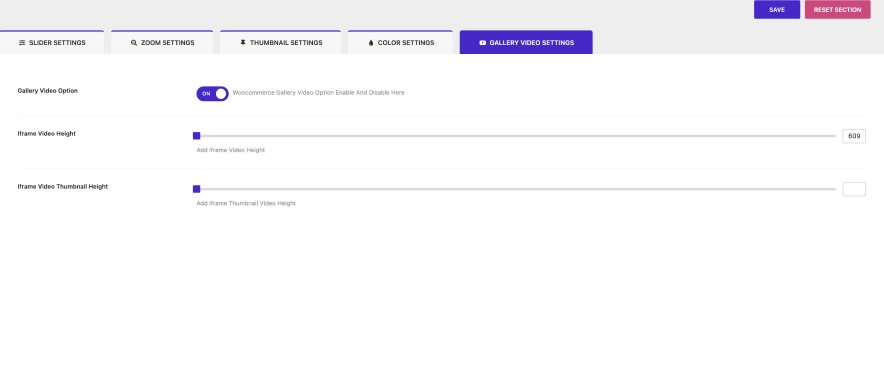 SAVE
RESET SECTION
SLIDER SETTINGS
ZOOM SETTINGS
THUMBNAIL SETTINGS
COLOR SETTINGS
GALLERY VIDEO SETTINGS
Gallery Video Option
ON
Woocommerce Gallery Video Option Enable And Disable Here
Iframe Video Height
609
Add Iframe Video Height
Iframe Video Thumbnail Height
Add Iframe Thumbnail Video Height